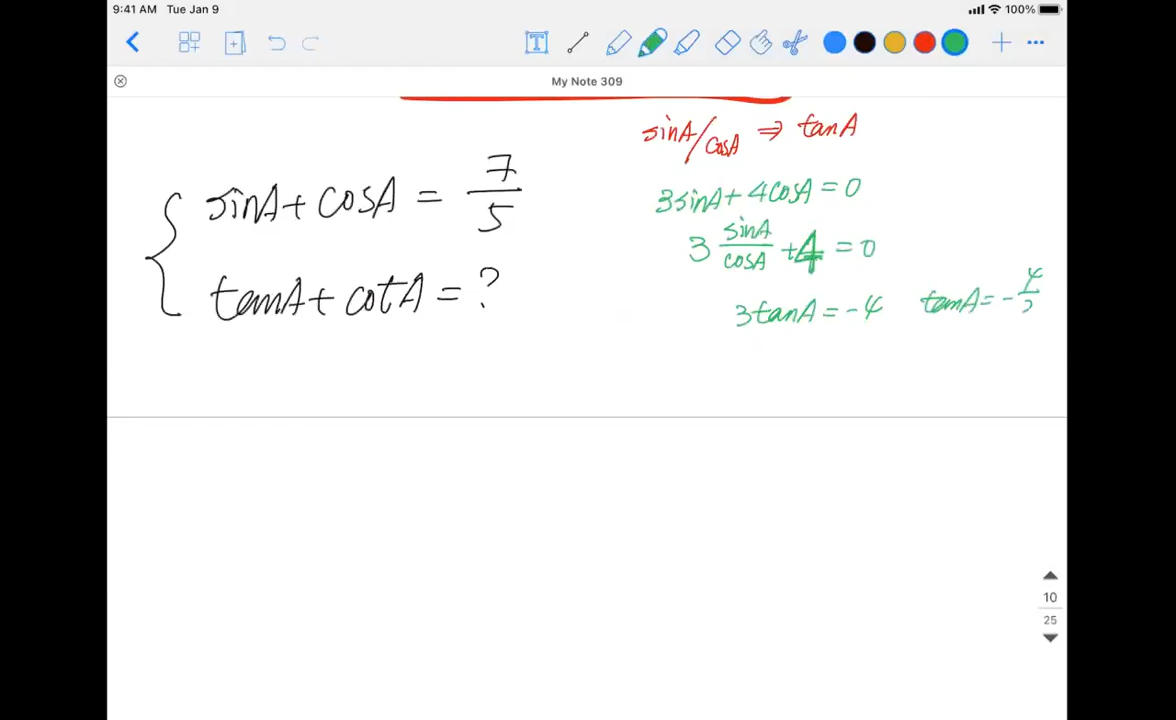 9:41 AM Tue Jan 9
100%
My Note 309
sinA/cosA ⇒ tanA
sinA + cosA = 7/5
tanA + cotA = ?
3sinA + 4cosA = 0
3 sinA/cosA + 4 = 0
3tanA = -4 tanA = -4/3
10
25